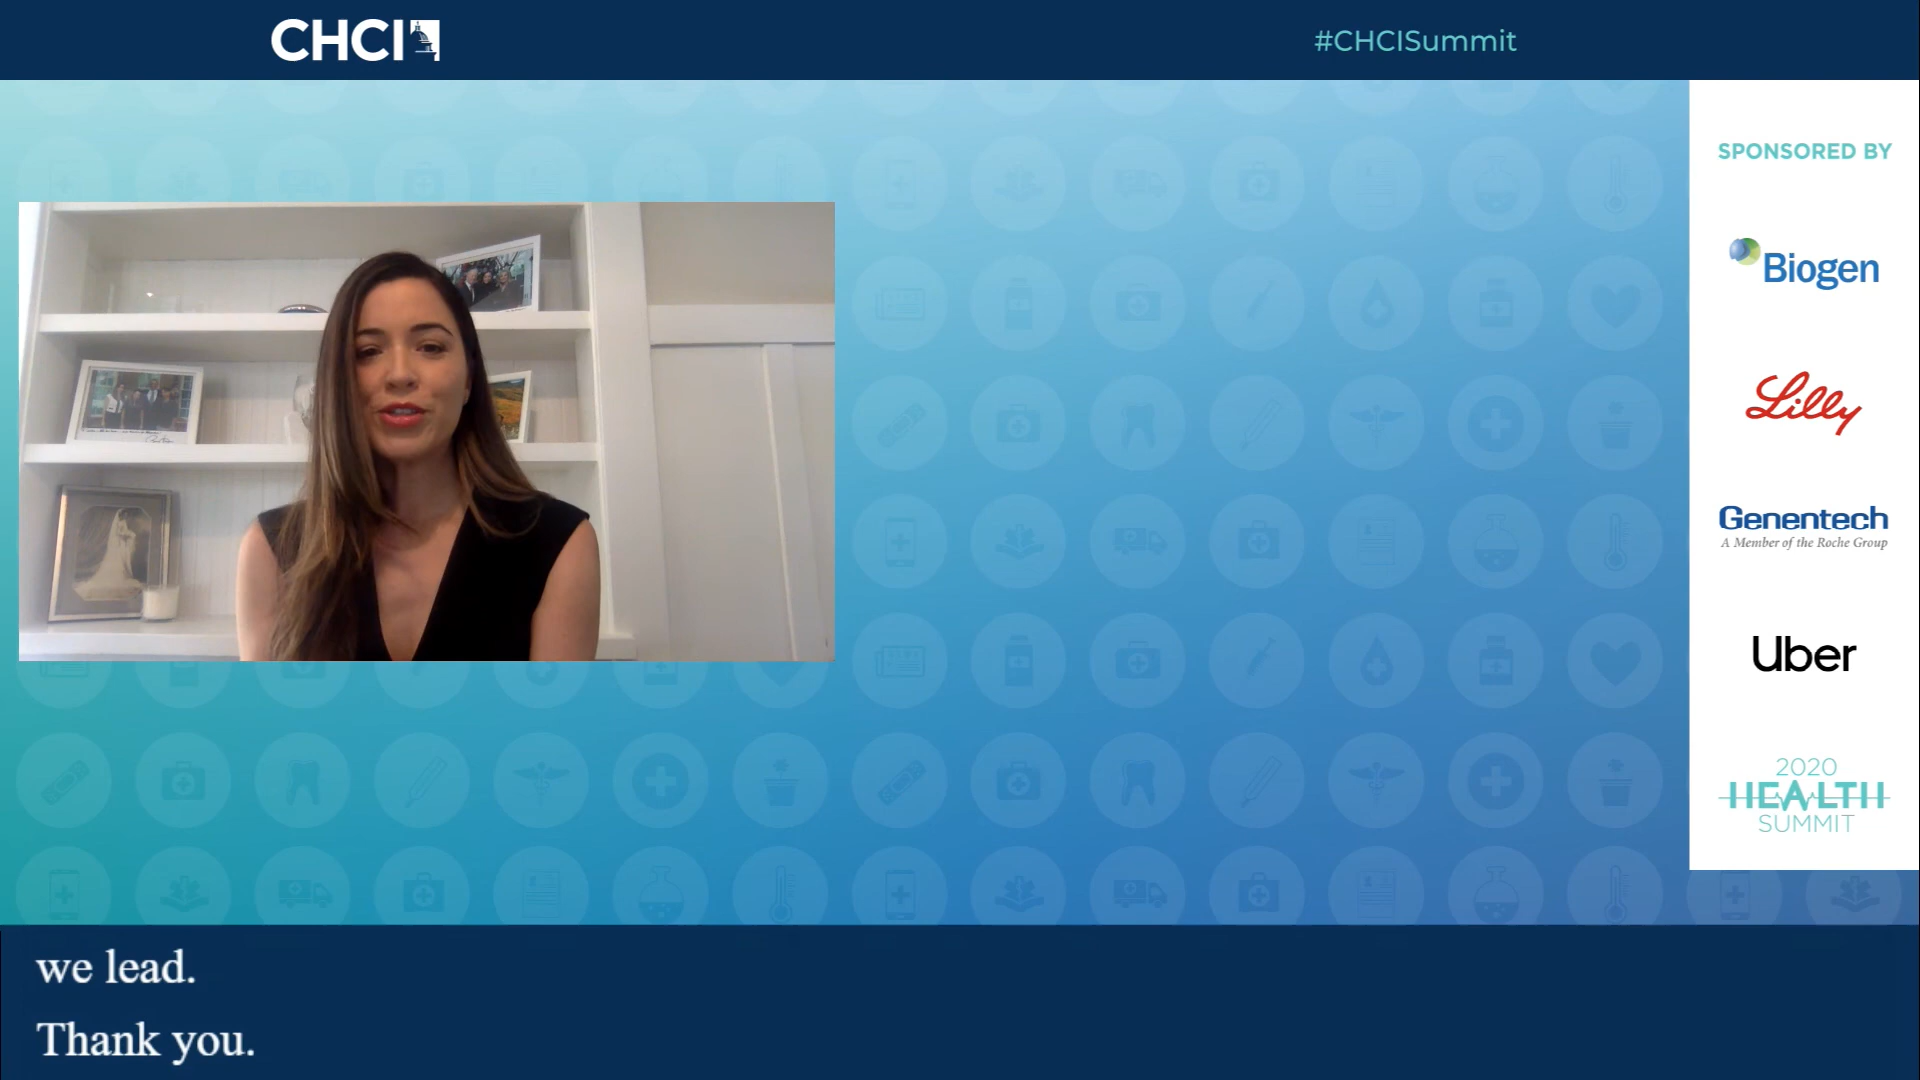 CHCI
#CHCISummit
SPONSORED BY
Biogen
Lilly
Genentech
A Member of the Roche Group
Uber
2020
HEALTH
SUMMIT
we lead.
Thank you.